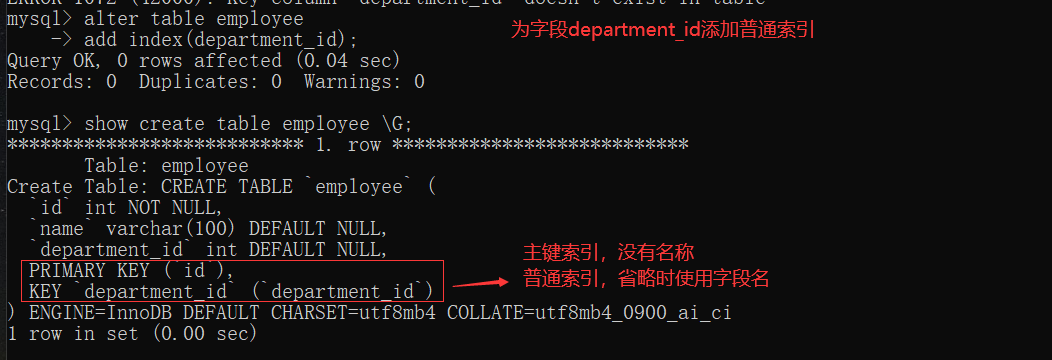 ERROR 1072 (42000): Key column 'department_id' doesn't exist in table
mysql> alter table employee
    -> add index(department_id);
为字段department_id添加普通索引
Query OK, 0 rows affected (0.04 sec)
Records: 0  Duplicates: 0  Warnings: 0
mysql> show create table employee \G;
*************************** 1. row ***************************
       Table: employee
Create Table: CREATE TABLE `employee` (
  `id` int NOT NULL,
  `name` varchar(100) DEFAULT NULL,
  `department_id` int DEFAULT NULL,
  PRIMARY KEY (`id`),
  KEY `department_id` (`department_id`)
主键索引，没有名称
普通索引，省略时使用字段名
) ENGINE=InnoDB DEFAULT CHARSET=utf8mb4 COLLATE=utf8mb4_0900_ai_ci
1 row in set (0.00 sec)